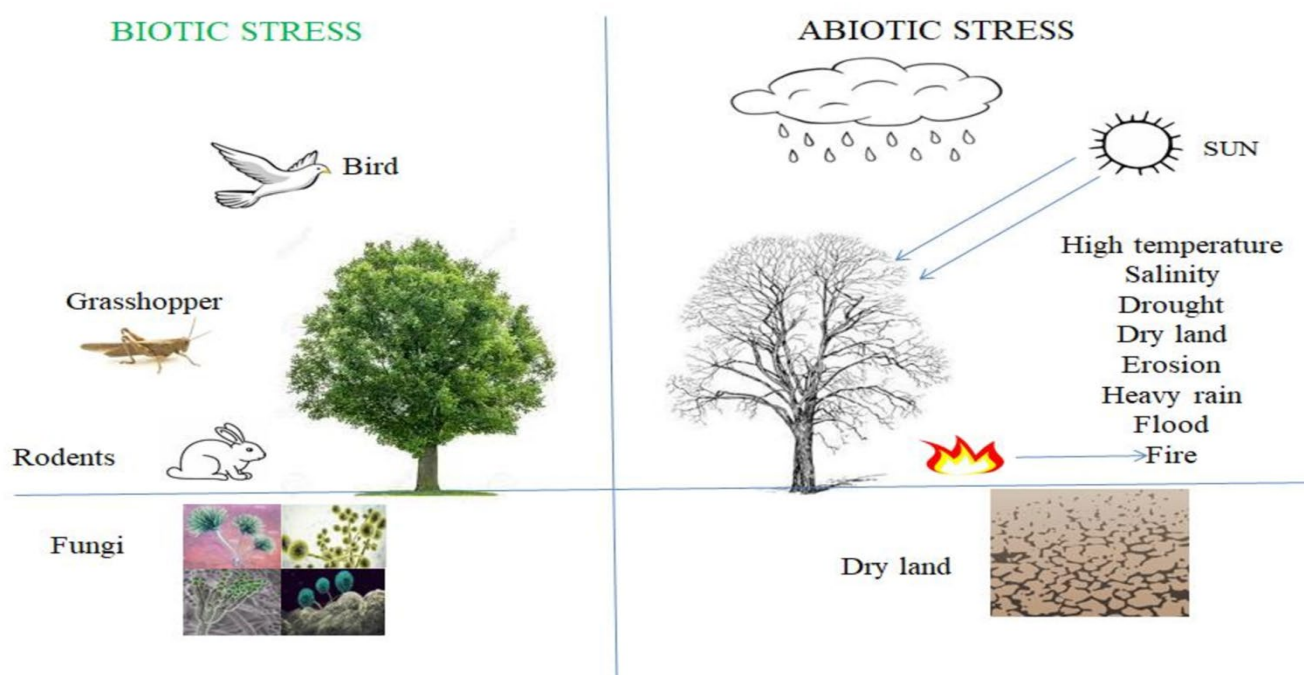 BIOTIC STRESS
Bird
Grasshopper
Rodents
Fungi
ABIOTIC STRESS
SUN
High temperature
Salinity
Drought
Dry land
Erosion
Heavy rain
Flood
Fire
Dry land